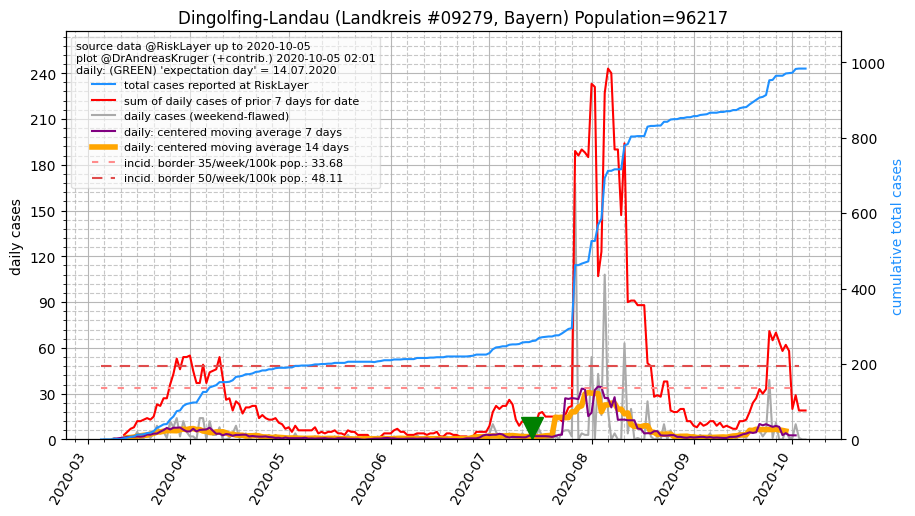 Dingolfing-Landau (Landkreis #09279, Bayern) Population=96217
source data @RiskLayer up to 2020-10-05
plot @DrAndreasKruger (+contrib.) 2020-10-05 02:01
daily: (GREEN) 'expectation day' = 14.07.2020
total cases reported at RiskLayer
sum of daily cases of prior 7 days for date
daily cases (weekend-flawed)
daily: centered moving average 7 days
daily: centered moving average 14 days
incid. border 35/week/100k pop.: 33.68
incid. border 50/week/100k pop.: 48.11
daily cases
240
210
180
150
120
90
60
30
0
cumulative total cases
1000
800
600
400
200
0
2020-03
2020-04
2020-05
2020-06
2020-07
2020-08
2020-09
2020-10